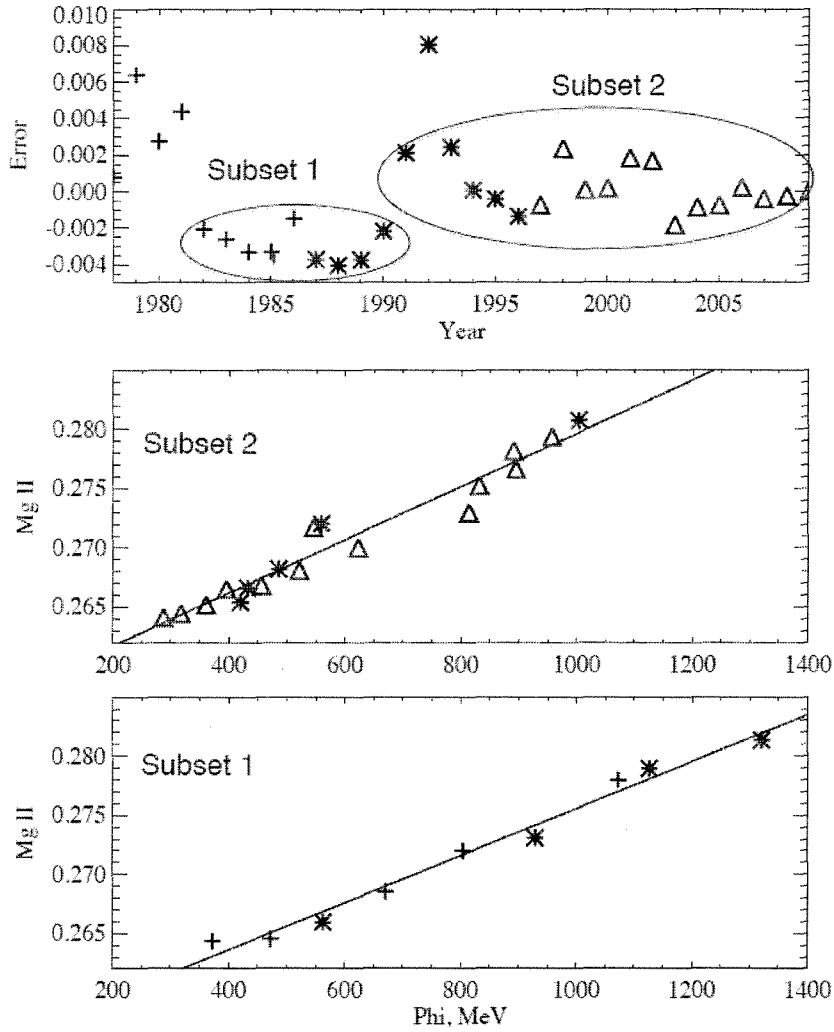 0.010
0.008
0.006
0.004
0.002
0.000
-0.002
-0.004
Error
Subset 1
Subset 2
1980 1985 1990 1995 2000 2005
Year
0.280
0.275
0.270
0.265
Mg II
Subset 2
200 400 600 800 1000 1200 1400
0.280
0.275
0.270
0.265
Mg II
Subset 1
200 400 600 800 1000 1200 1400
Phi, MeV